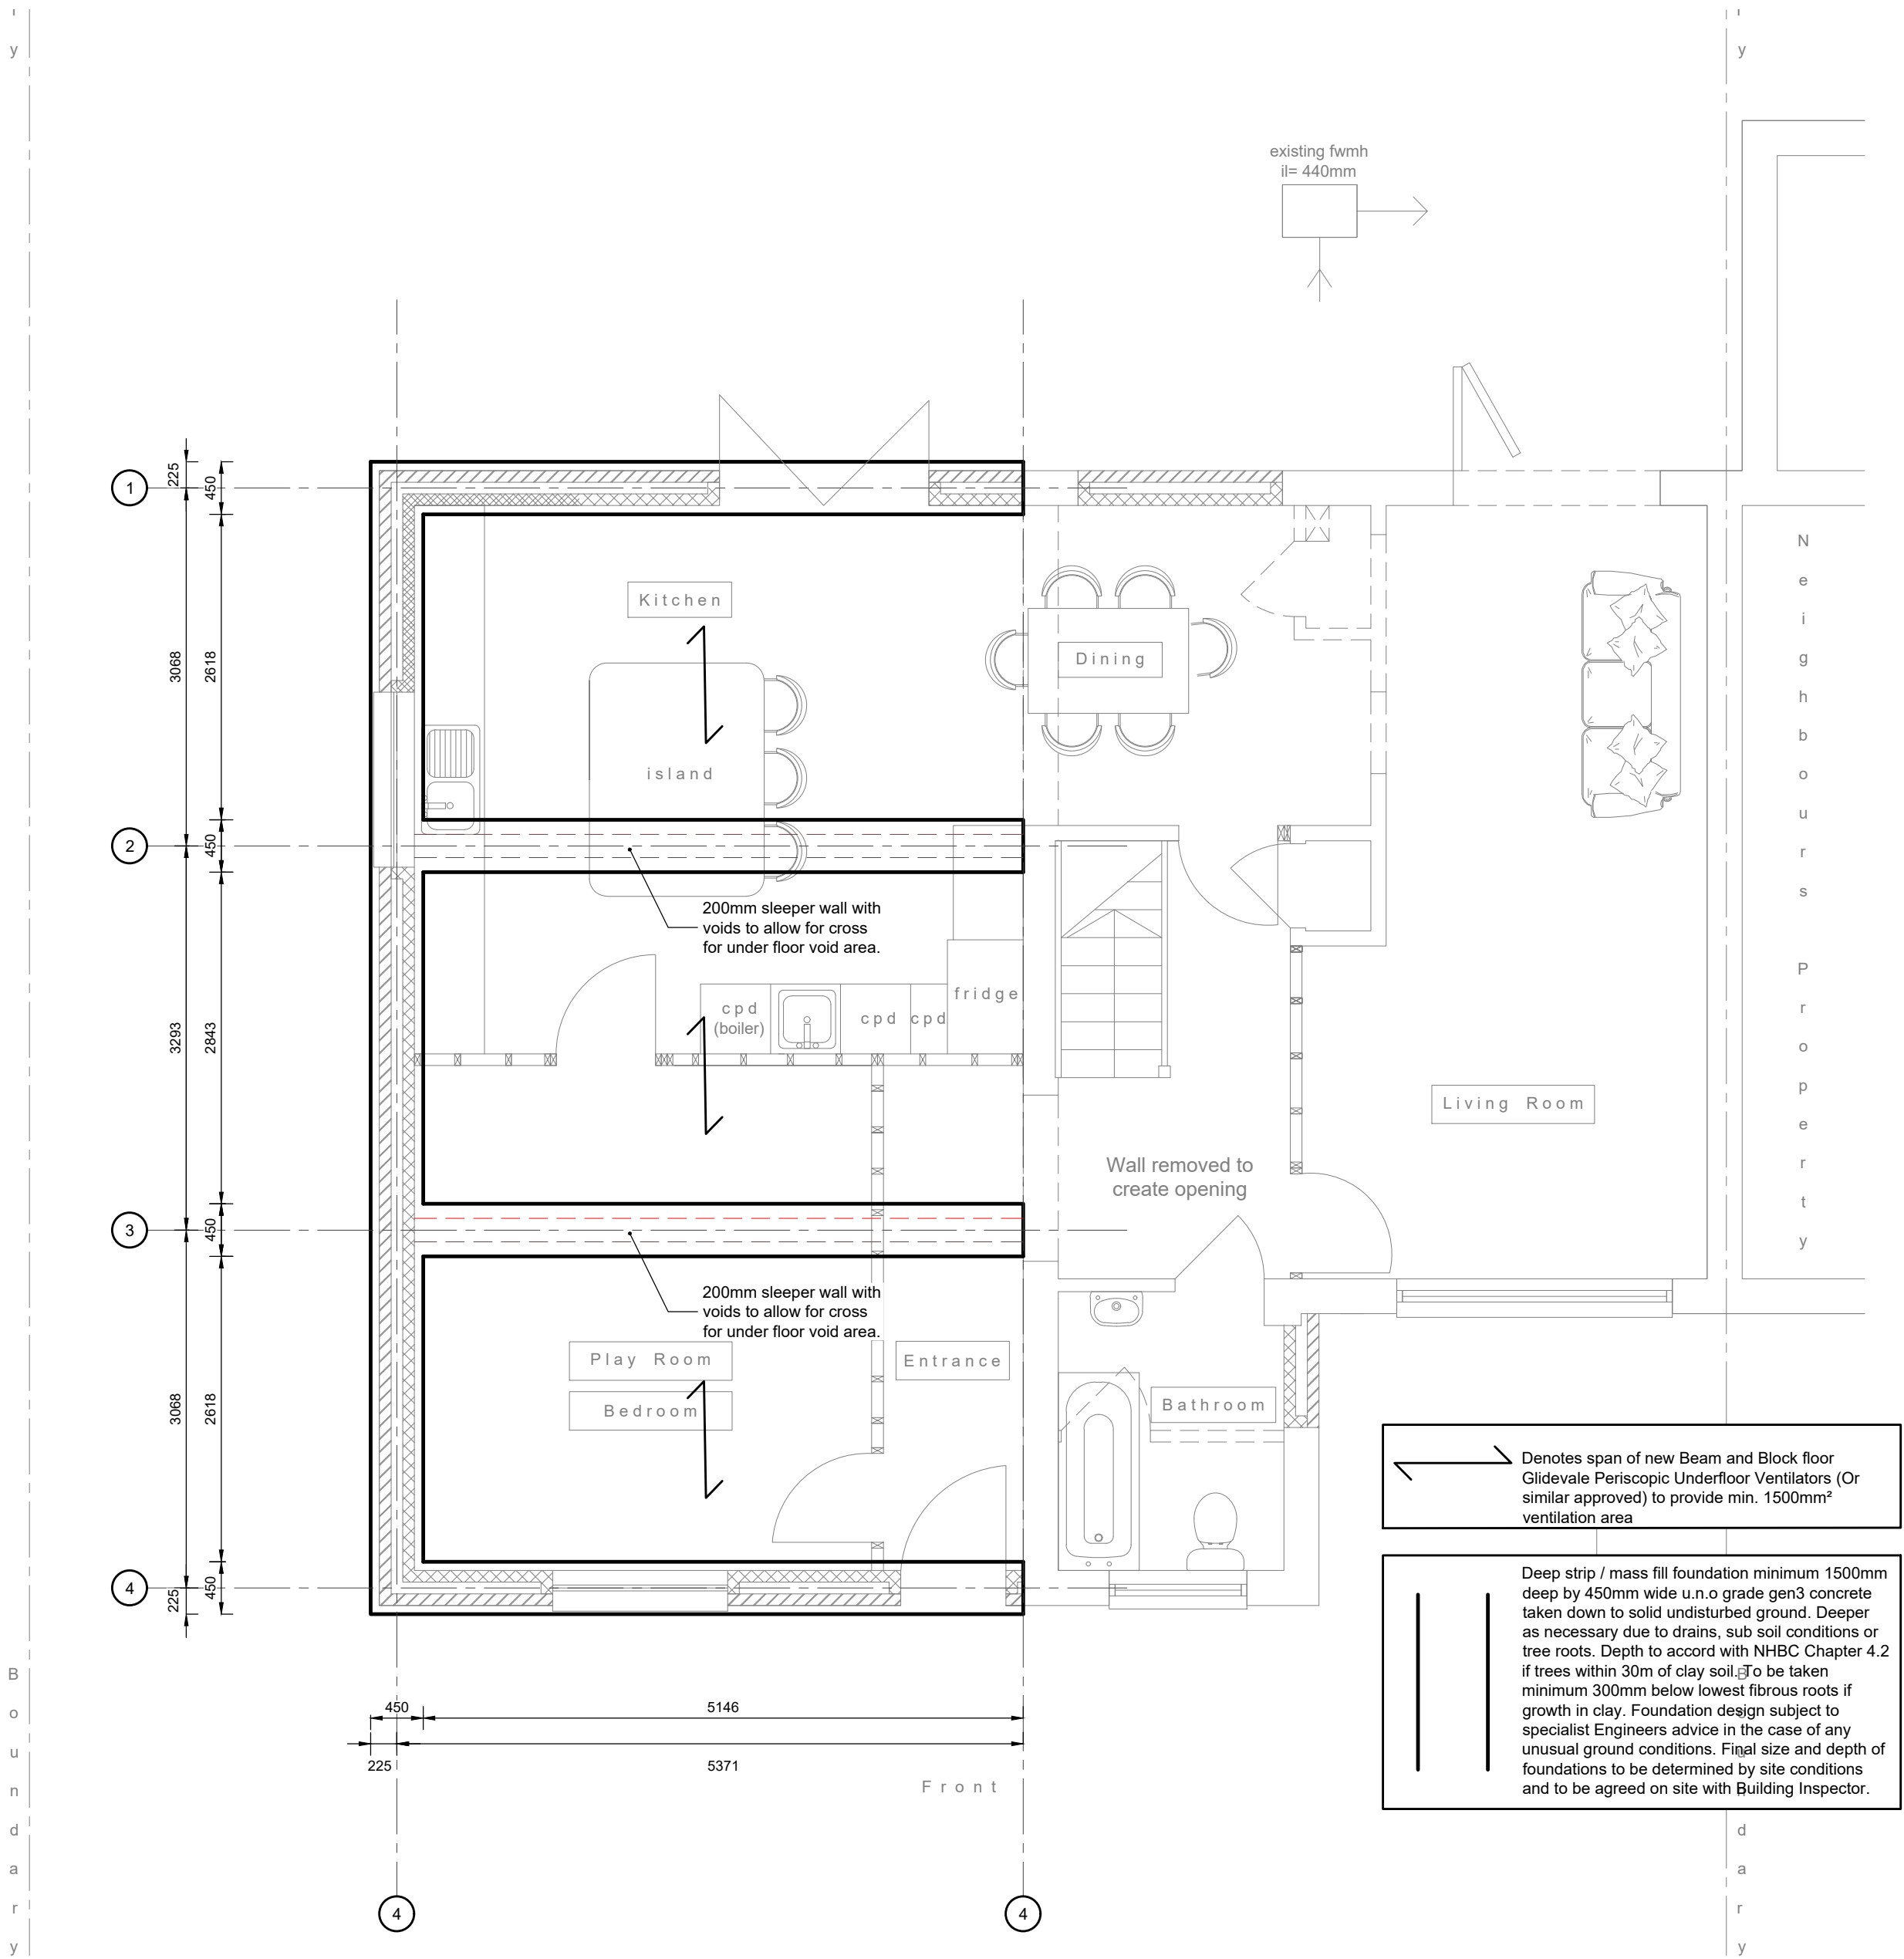 y
y
existing fwmh
il= 440mm
1
225
450
3068
2618
2
450
3293
2843
3
450
3068
2618
4
225
450
Kitchen
island
Dining
200mm sleeper wall with
voids to allow for cross
for under floor void area.
cpd
(boiler)
cpd
cpd
fridge
Wall removed to
create opening
Living Room
200mm sleeper wall with
voids to allow for cross
for under floor void area.
Play Room
Bedroom
Entrance
Bathroom
Neighbours Property
Denotes span of new Beam and Block floor
Glidevale Periscopic Underfloor Ventilators (Or
similar approved) to provide min. 1500mm²
ventilation area
Deep strip / mass fill foundation minimum 1500mm
deep by 450mm wide u.n.o grade gen3 concrete
taken down to solid undisturbed ground. Deeper
as necessary due to drains, sub soil conditions or
tree roots. Depth to accord with NHBC Chapter 4.2
if trees within 30m of clay soil. To be taken
minimum 300mm below lowest fibrous roots if
growth in clay. Foundation design subject to
specialist Engineers advice in the case of any
unusual ground conditions. Final size and depth of
foundations to be determined by site conditions
and to be agreed on site with Building Inspector.
450
5146
225
5371
Front
4
4
Boundary
Boundary